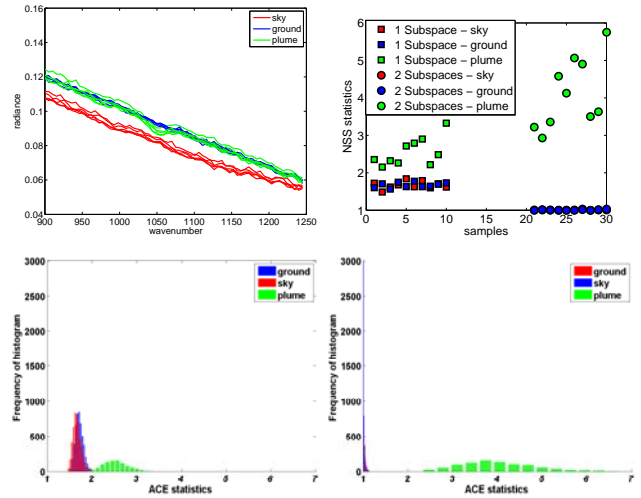 0.16
0.14
0.12
0.1
0.08
0.06
0.04
900 950 1000 1050 1100 1150 1200 1250
wavenumber
radiance
sky
ground
plume
6
5
4
3
2
1
0 5 10 15 20 25 30
samples
NSS statistics
1 Subspace – sky
1 Subspace – ground
1 Subspace – plume
2 Subspaces – sky
2 Subspaces – ground
2 Subspaces – plume
3000
2500
2000
1500
1000
500
0
1 2 3 4 5 6 7
ACE statistics
Frequency of histogram
ground
sky
plume
3000
2500
2000
1500
1000
500
0
1 2 3 4 5 6 7
ACE statistics
Frequency of histogram
ground
sky
plume